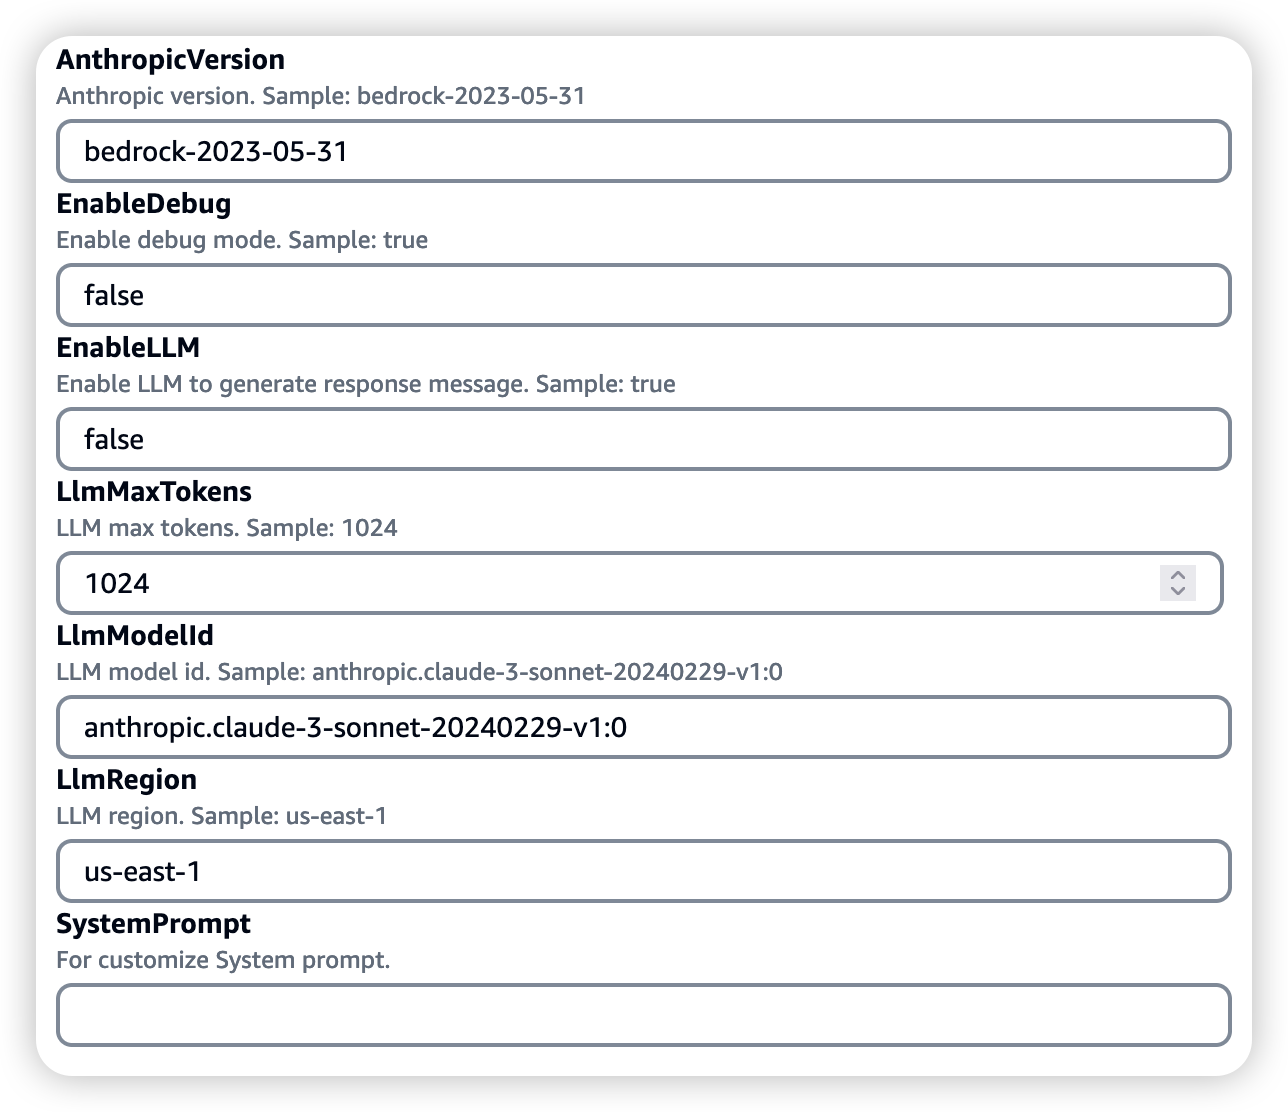 AnthropicVersion
Anthropic version. Sample: bedrock-2023-05-31
bedrock-2023-05-31
EnableDebug
Enable debug mode. Sample: true
false
EnableLLM
Enable LLM to generate response message. Sample: true
false
LlmMaxTokens
LLM max tokens. Sample: 1024
1024
LlmModelId
LLM model id. Sample: anthropic.claude-3-sonnet-20240229-v1:0
anthropic.claude-3-sonnet-20240229-v1:0
LlmRegion
LLM region. Sample: us-east-1
us-east-1
SystemPrompt
For customize System prompt.